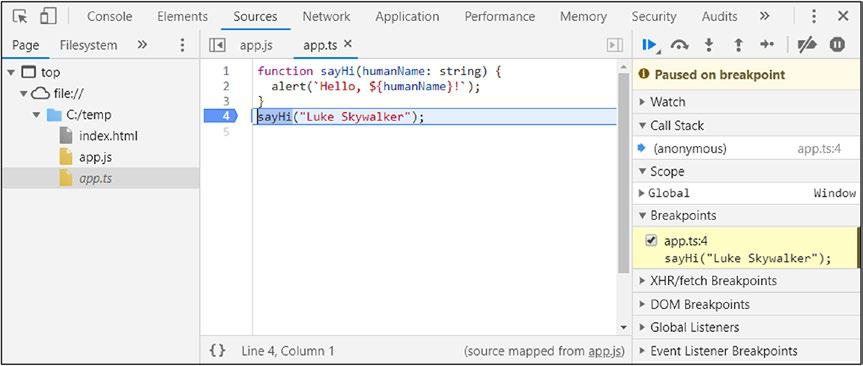 Console Elements Sources Network Application Performance Memory Security Audits »
Page Filesystem »
app.js app.ts ×
top
file://
C:/temp
index.html
app.js
app.ts
1 function sayHi(humanName: string) {
2 alert(`Hello, ${humanName}!`);
3 }
4 sayHi("Luke Skywalker");
5
{} Line 4, Column 1 (source mapped from app.js)
Paused on breakpoint
Watch
Call Stack
(anonymous) app.ts:4
Scope
Global Window
Breakpoints
app.ts:4
sayHi("Luke Skywalker");
XHR/fetch Breakpoints
DOM Breakpoints
Global Listeners
Event Listener Breakpoints